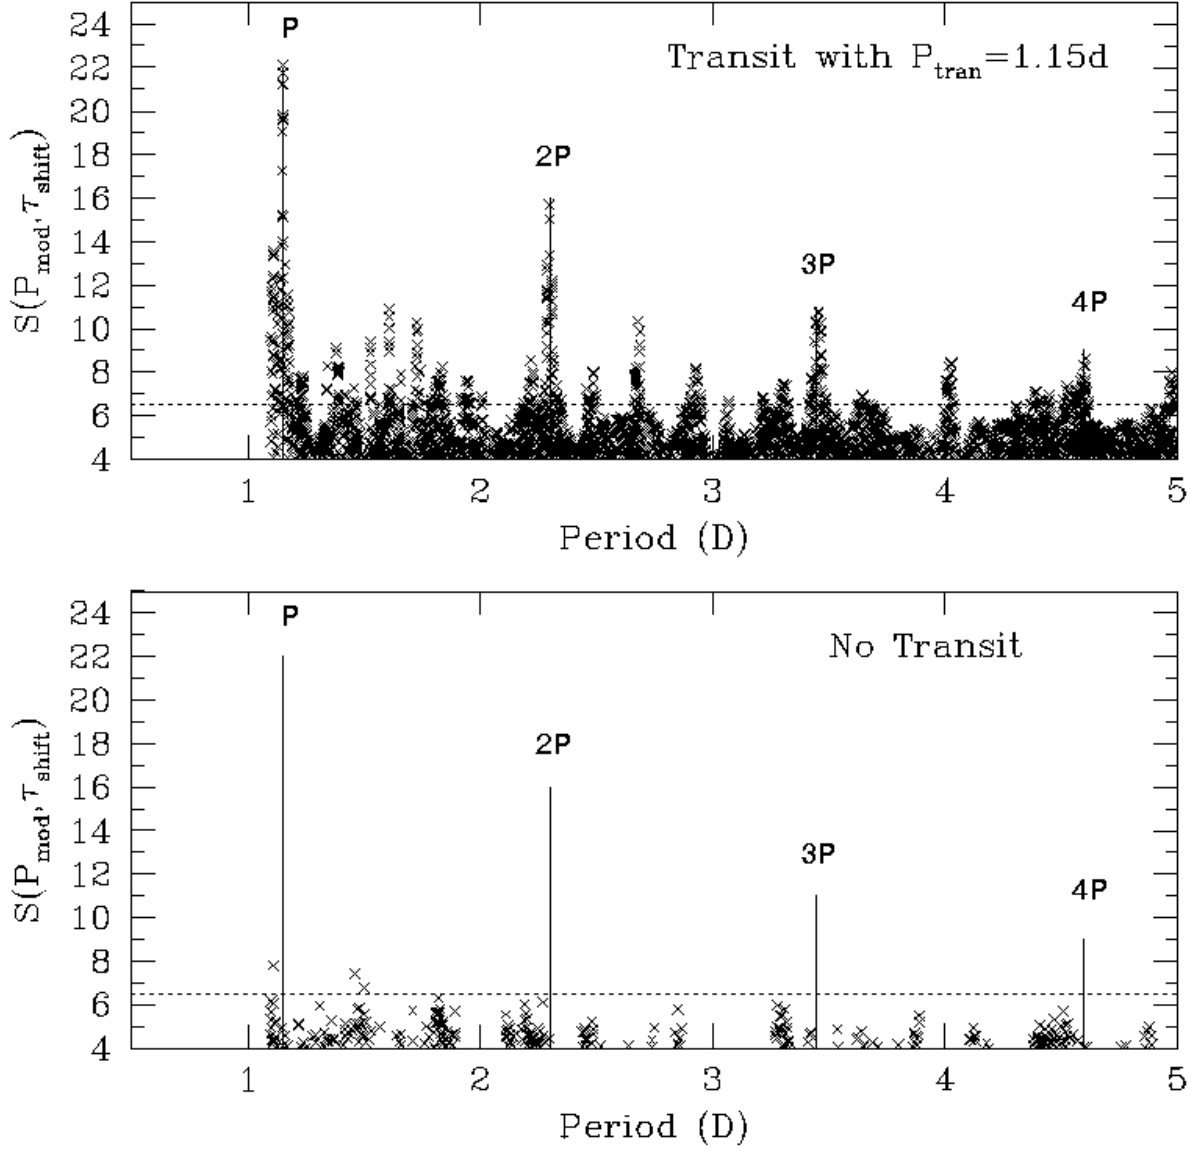 P
Transit with P_tran=1.15d
2P
3P
4P
S(P_mod, τ_shift)
24
22
20
18
16
14
12
10
8
6
4
1 2 3 4 5
Period (D)
P
No Transit
2P
3P
4P
S(P_mod, τ_shift)
24
22
20
18
16
14
12
10
8
6
4
1 2 3 4 5
Period (D)